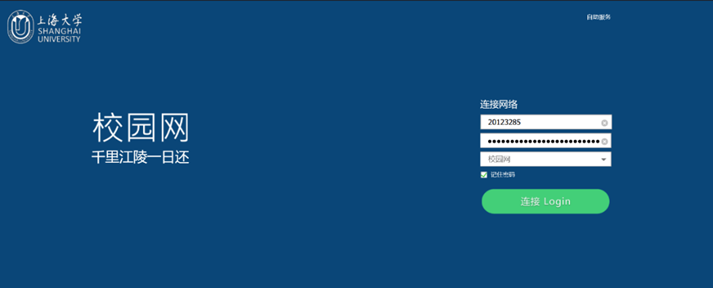 上海大学
SHANGHAI
UNIVERSITY
自助服务
校园网
千里江陵一日还
连接网络
20123285
校园网
记住密码
连接 Login